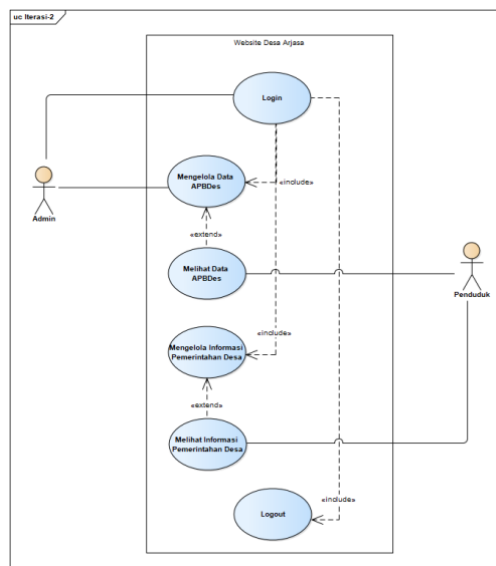 uc Iterasi-2
Website Desa Arjasa
Login
Mengelola Data
APBDes
«include»
Admin
«extend»
Melihat Data
APBDes
Penduduk
«include»
Mengelola Informasi
Pemerintahan Desa
«extend»
Melihat Informasi
Pemerintahan Desa
«include»
Logout